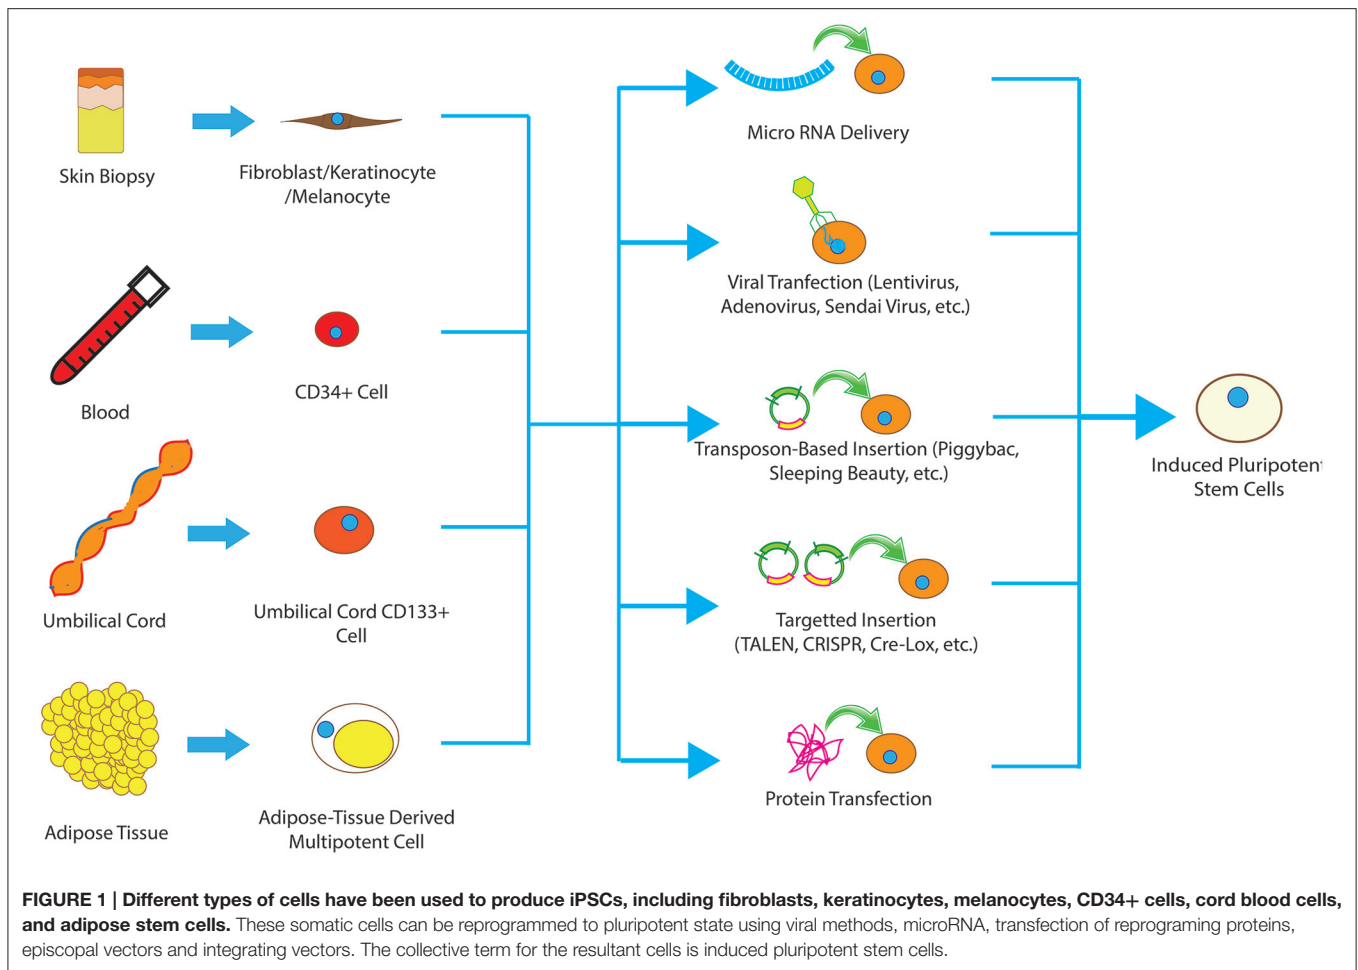 Skin Biopsy
Fibroblast/Keratinocyte
/Melanocyte
Blood
CD34+ Cell
Umbilical Cord
Umbilical Cord CD133+
Cell
Adipose Tissue
Adipose-Tissue Derived
Multipotent Cell
Micro RNA Delivery
Viral Tranfection (Lentivirus,
Adenovirus, Sendai Virus, etc.)
Transposon-Based Insertion (Piggybac,
Sleeping Beauty, etc.)
Targetted Insertion
(TALEN, CRISPR, Cre-Lox, etc.)
Protein Transfection
Induced Pluripotent
Stem Cells
FIGURE 1 | Different types of cells have been used to produce iPSCs, including fibroblasts, keratinocytes, melanocytes, CD34+ cells, cord blood cells,
and adipose stem cells. These somatic cells can be reprogrammed to pluripotent state using viral methods, microRNA, transfection of reprograming proteins,
episcopal vectors and integrating vectors. The collective term for the resultant cells is induced pluripotent stem cells.